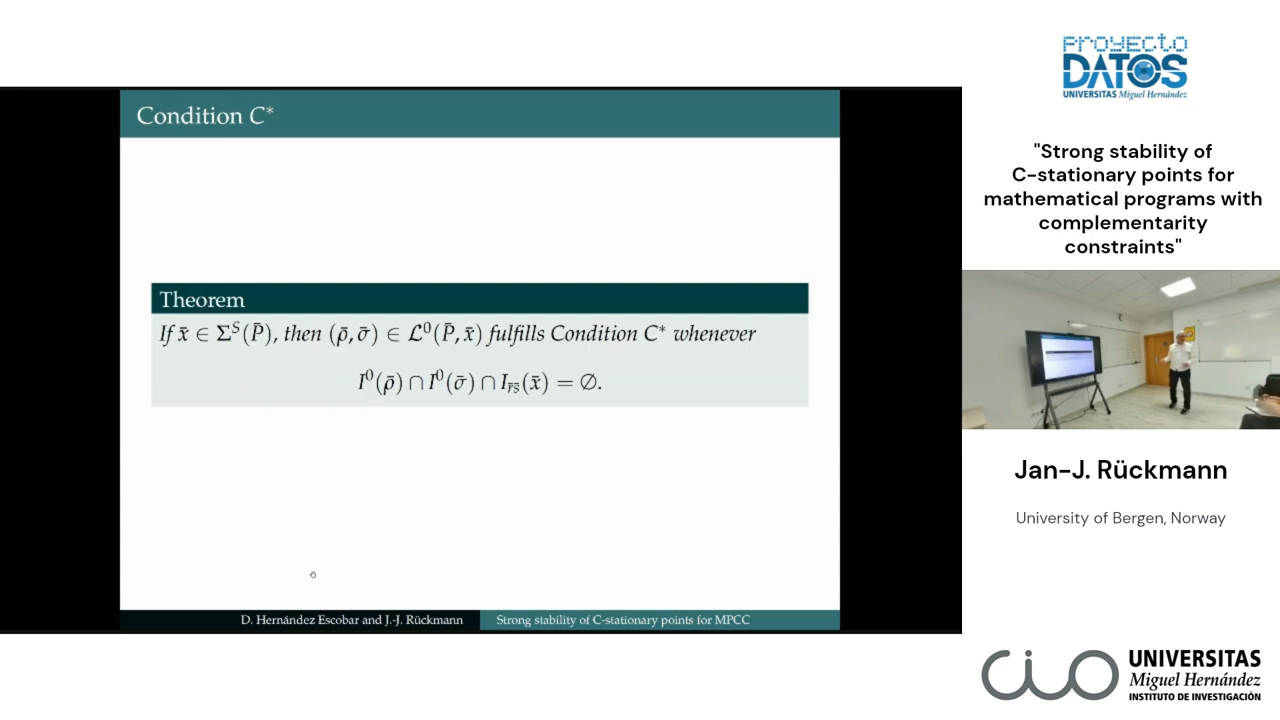 Condition C*
Theorem
If x̄ ∈ Σ^S(P̄), then (ρ̄, σ̄) ∈ 𝓛^0(P̄, x̄) fulfills Condition C* whenever
I^0(ρ̄) ∩ I^0(σ̄) ∩ I_{r̄s̄}(x̄) = ∅.
D. Hernández Escobar and J.-J. Rückmann
Strong stability of C-stationary points for MPCC
PROYECTO
DATOS
UNIVERSITAS Miguel Hernández
"Strong stability of
C-stationary points for
mathematical programs with
complementarity
constraints"
Jan-J. Rückmann
University of Bergen, Norway
cio
UNIVERSITAS
Miguel Hernández
INSTITUTO DE INVESTIGACIÓN